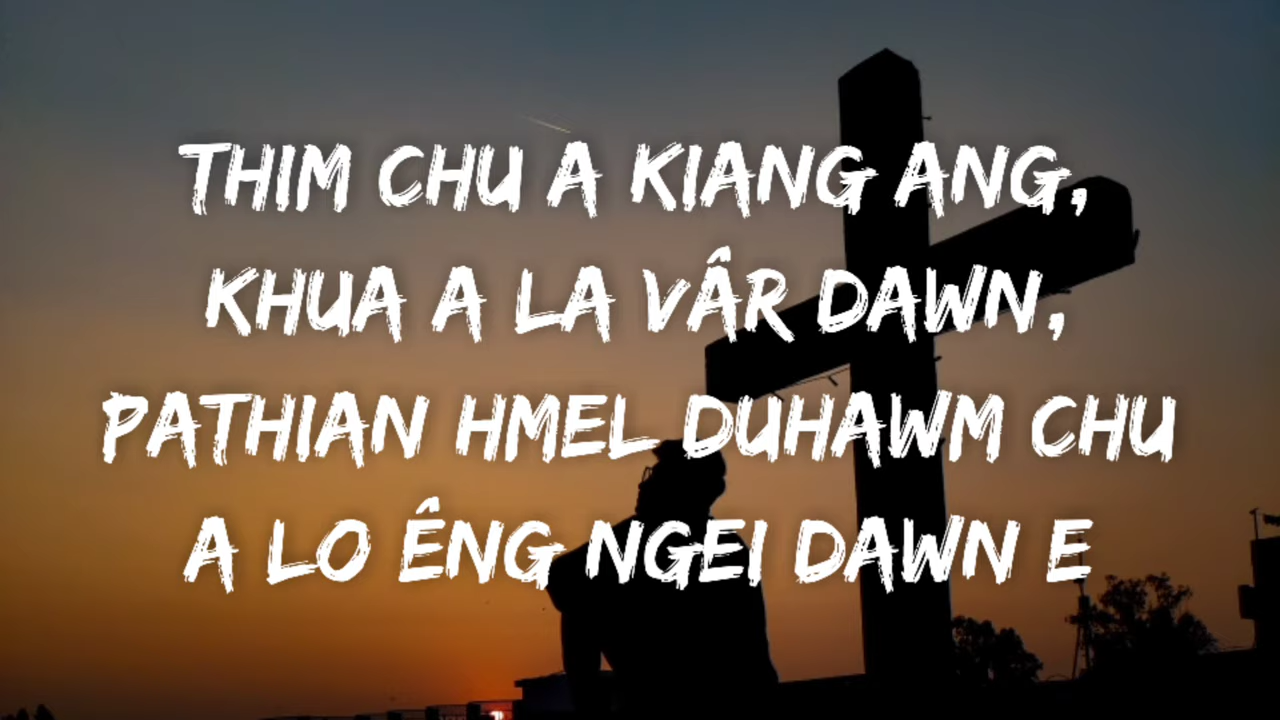 THIM CHU A KIANG ANG,
KHUA A LA VÂR DAWN,
PATHIAN HMEL DUHAWM CHU
A LO ÊNG NGEI DAWN E